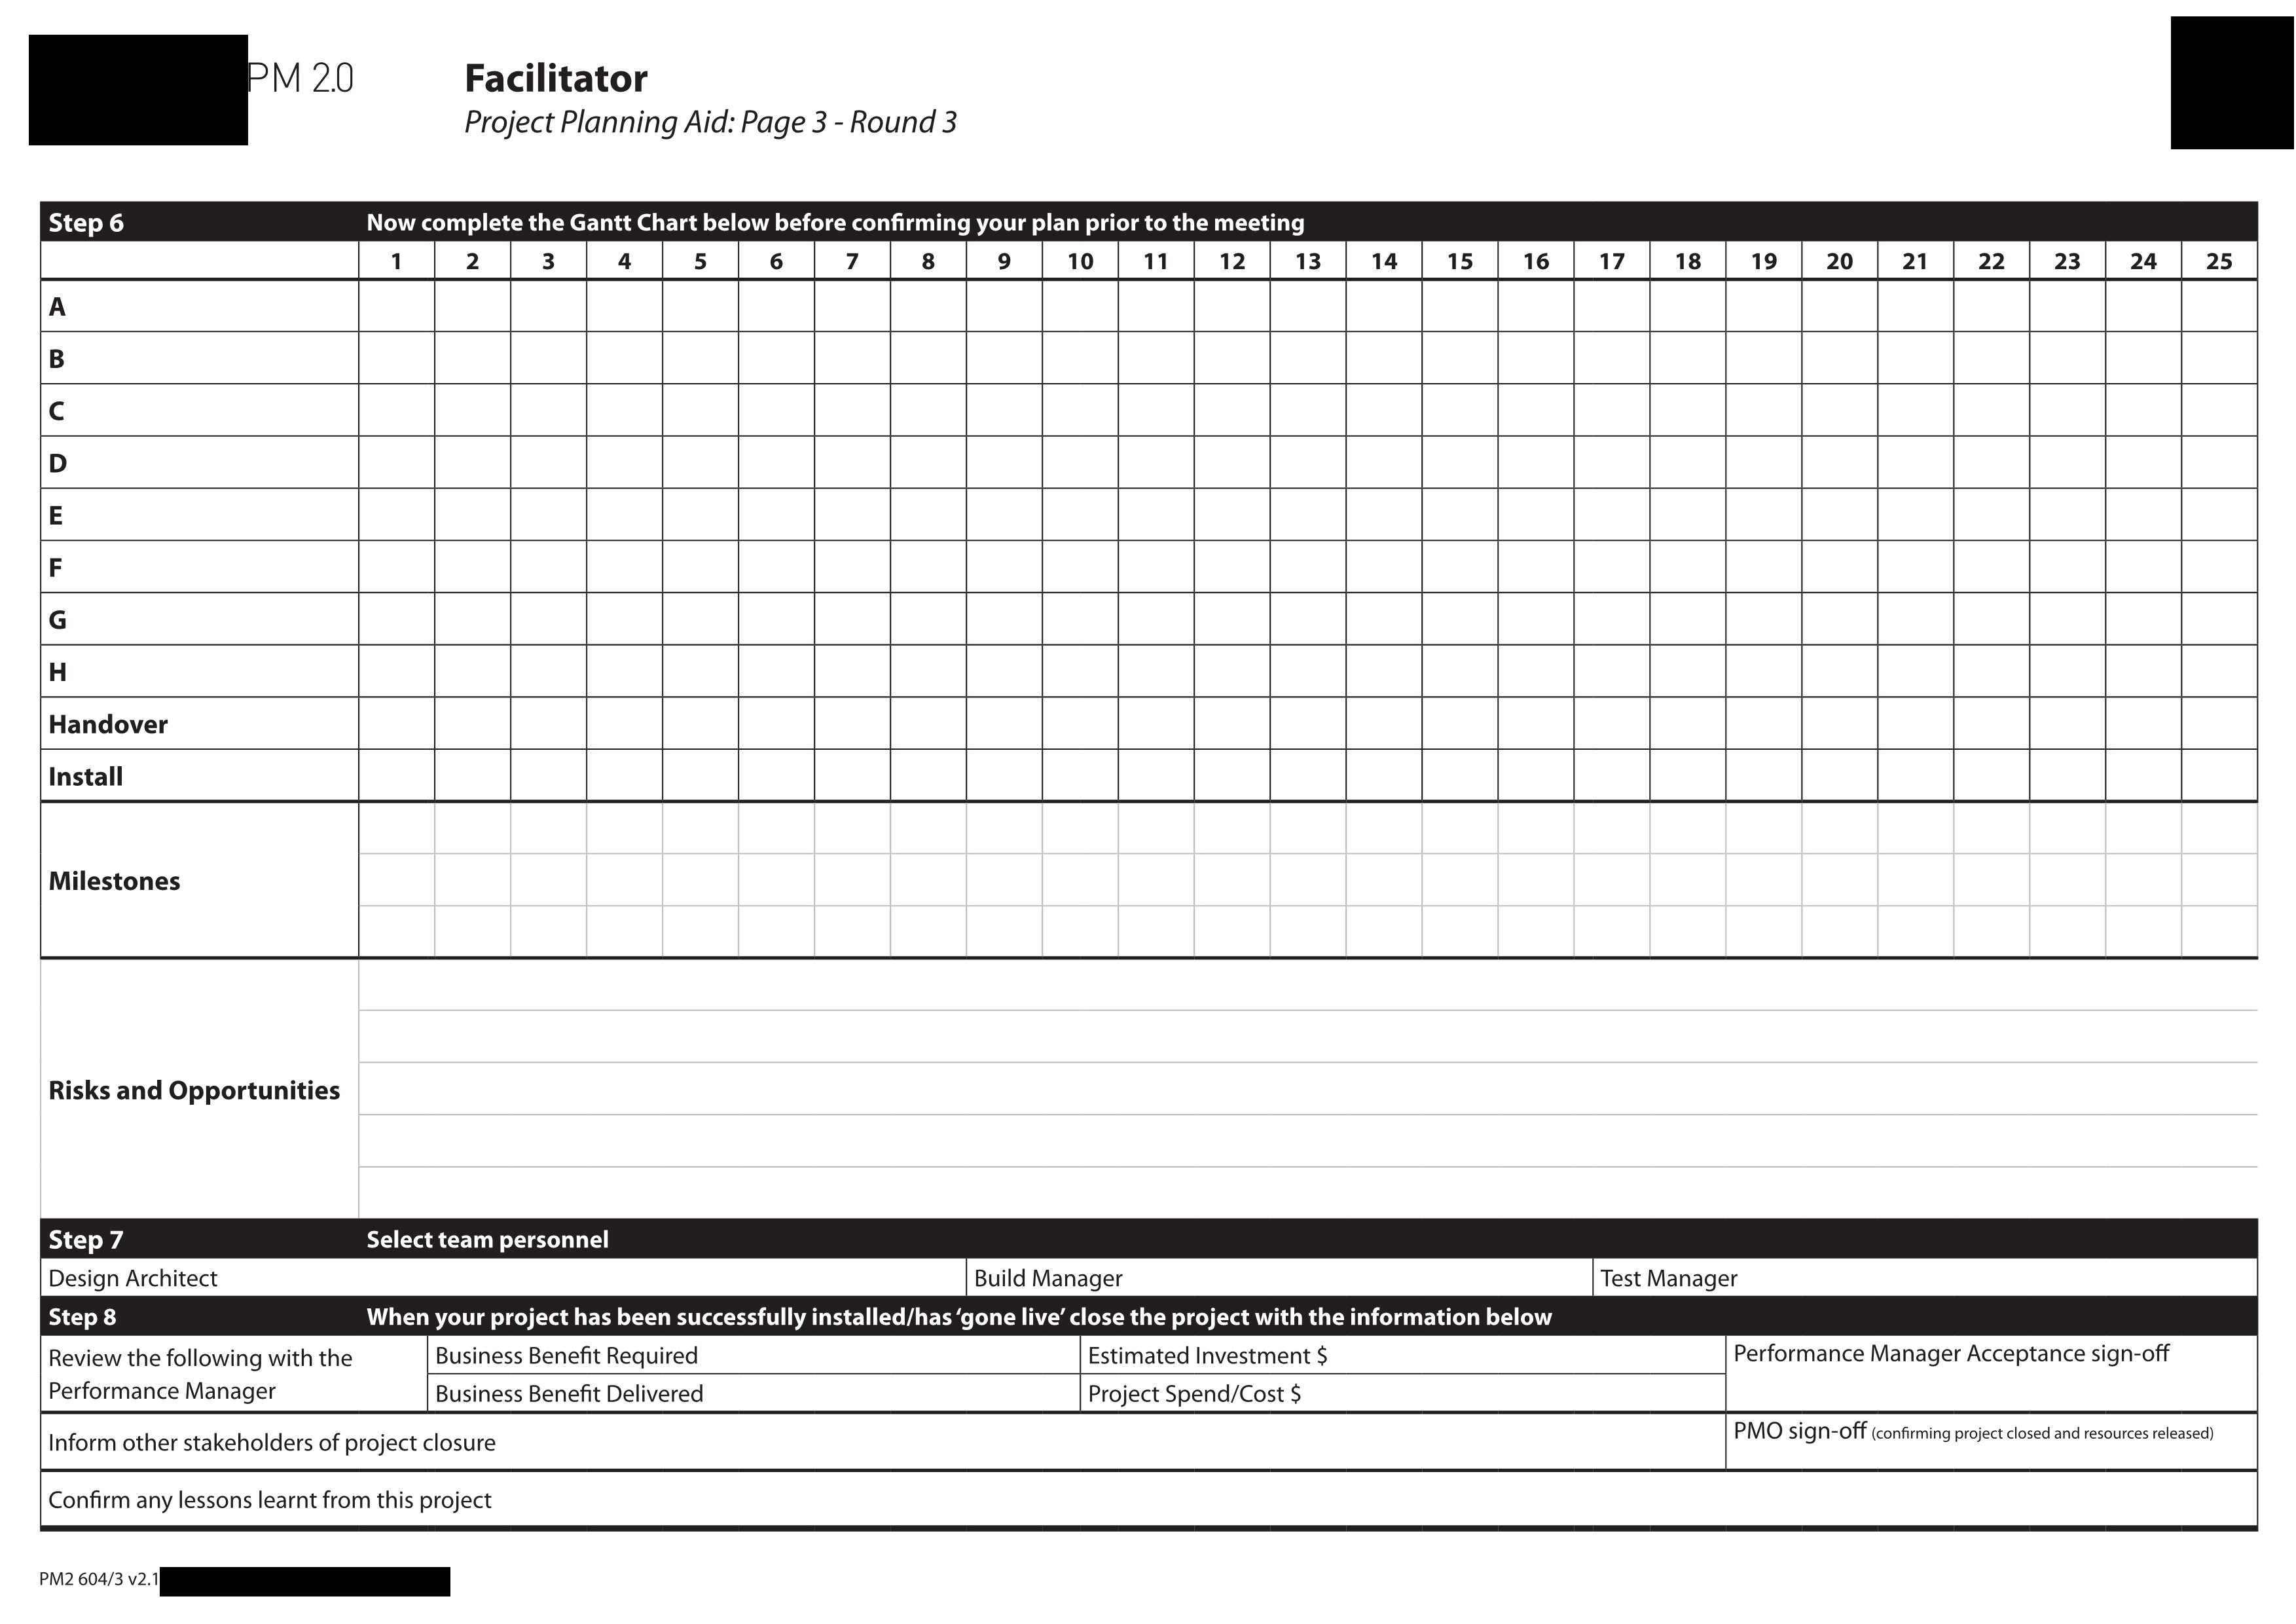 PM 2.0
Facilitator
Project Planning Aid: Page 3 - Round 3
Step 6 Now complete the Gantt Chart below before confirming your plan prior to the meeting
1 2 3 4 5 6 7 8 9 10 11 12 13 14 15 16 17 18 19 20 21 22 23 24 25
A
B
C
D
E
F
G
H
Handover
Install
Milestones
Risks and Opportunities
Step 7 Select team personnel
Design Architect Build Manager Test Manager
Step 8 When your project has been successfully installed/has ‘gone live’ close the project with the information below
Review the following with the
Performance Manager
Business Benefit Required Estimated Investment $
Business Benefit Delivered Project Spend/Cost $
Performance Manager Acceptance sign-off
Inform other stakeholders of project closure
PMO sign-off (confirming project closed and resources released)
Confirm any lessons learnt from this project
PM2 604/3 v2.1